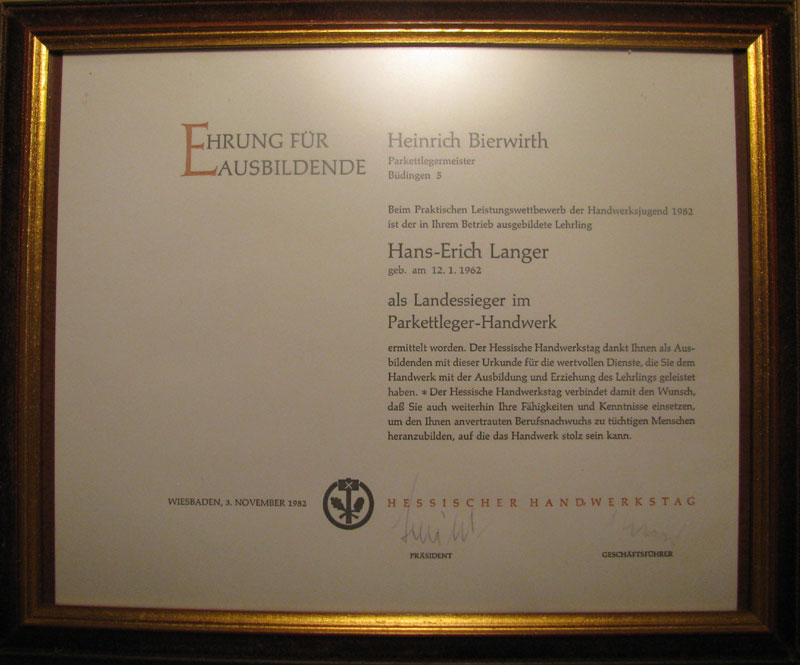 EHRUNG FÜR
AUSBILDENDE
Heinrich Bierwirth
Parkettlegermeister
Büdingen 5
Beim Praktischen Leistungswettbewerb der Handwerksjugend 1982
ist der in Ihrem Betrieb ausgebildete Lehrling
Hans-Erich Langer
geb. am 12. 1. 1962
als Landessieger im
Parkettleger-Handwerk
ermittelt worden. Der Hessische Handwerkstag dankt Ihnen als Aus-
bildenden mit dieser Urkunde für die wertvollen Dienste, die Sie dem
Handwerk mit der Ausbildung und Erziehung des Lehrlings geleistet
haben. * Der Hessische Handwerkstag verbindet damit den Wunsch,
daß Sie auch weiterhin Ihre Fähigkeiten und Kenntnisse einsetzen,
um den Ihnen anvertrauten Berufsnachwuchs zu tüchtigen Menschen
heranzubilden, auf die das Handwerk stolz sein kann.
WIESBADEN, 3. NOVEMBER 1982
HESSISCHER HANDWERKSTAG
PRÄSIDENT
GESCHÄFTSFÜHRER